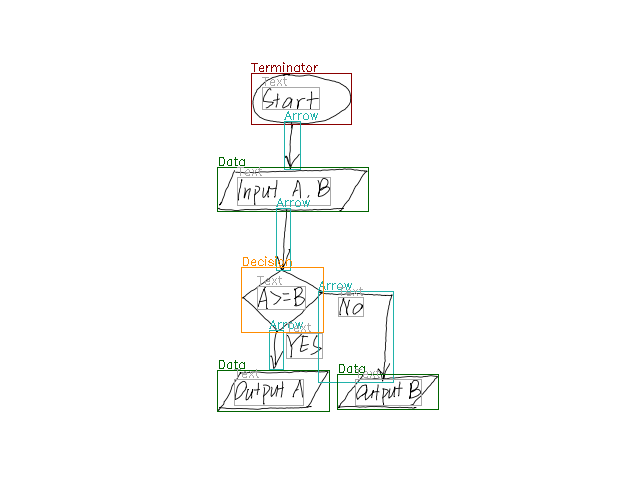 Terminator
Text
Start
Arrow
Data
Text
Input A.B
Arrow
Decision
Text
A>=B
Arrow
Text
No
Arrow
Text
YES
Data
Text
Output A
Data
Text
Output B